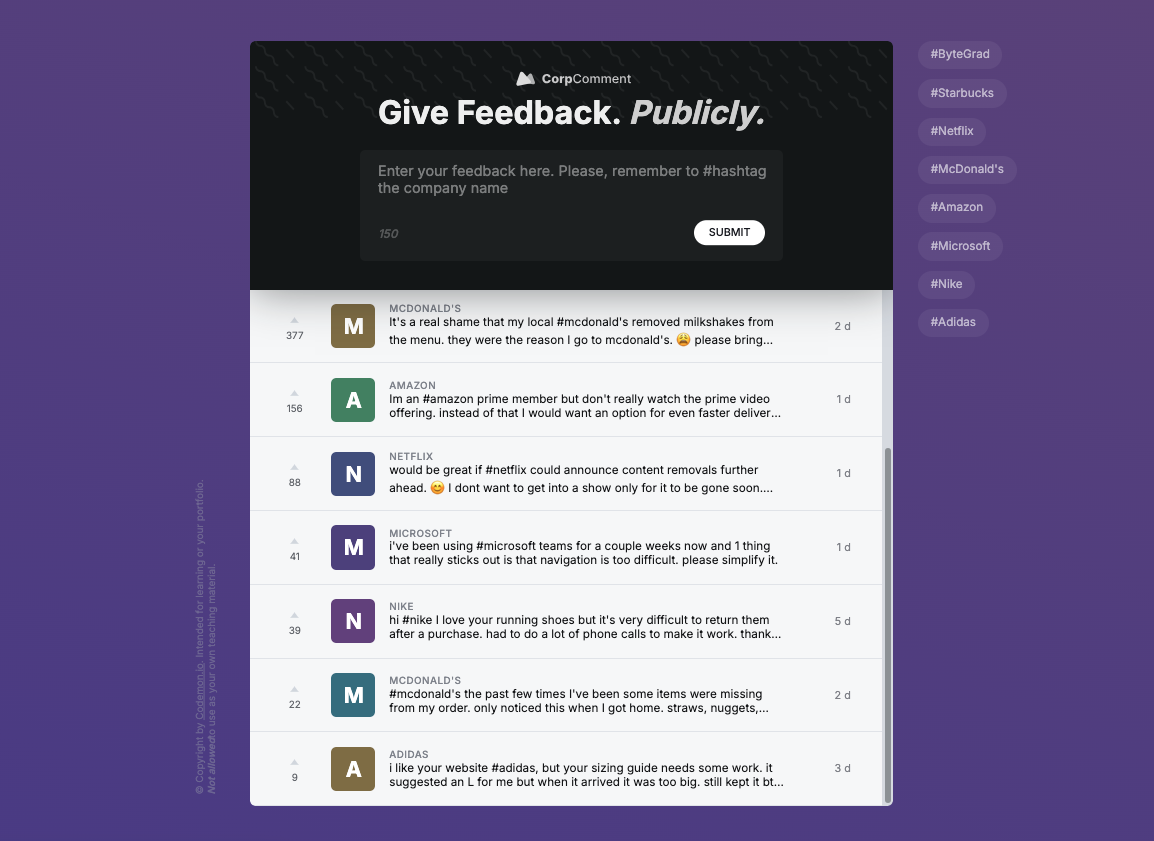 CorpComment
Give Feedback. Publicly.
Enter your feedback here. Please, remember to #hashtag
the company name
150
SUBMIT
377
M
MCDONALD'S
It's a real shame that my local #mcdonald's removed milkshakes from
the menu. they were the reason I go to mcdonald's. 😩 please bring...
2 d
156
A
AMAZON
Im an #amazon prime member but don't really watch the prime video
offering. instead of that I would want an option for even faster deliver...
1 d
88
N
NETFLIX
would be great if #netflix could announce content removals further
ahead. 😊 I dont want to get into a show only for it to be gone soon....
1 d
41
M
MICROSOFT
i've been using #microsoft teams for a couple weeks now and 1 thing
that really sticks out is that navigation is too difficult. please simplify it.
1 d
39
N
NIKE
hi #nike I love your running shoes but it's very difficult to return them
after a purchase. had to do a lot of phone calls to make it work. thank...
5 d
22
M
MCDONALD'S
#mcdonald's the past few times I've been some items were missing
from my order. only noticed this when I got home. straws, nuggets,...
2 d
9
A
ADIDAS
i like your website #adidas, but your sizing guide needs some work. it
suggested an L for me but when it arrived it was too big. still kept it bt...
3 d
#ByteGrad
#Starbucks
#Netflix
#McDonald's
#Amazon
#Microsoft
#Nike
#Adidas
© Copyright by Codemon.io. Intended for learning or your portfolio.
Not allowed to use as your own teaching material.